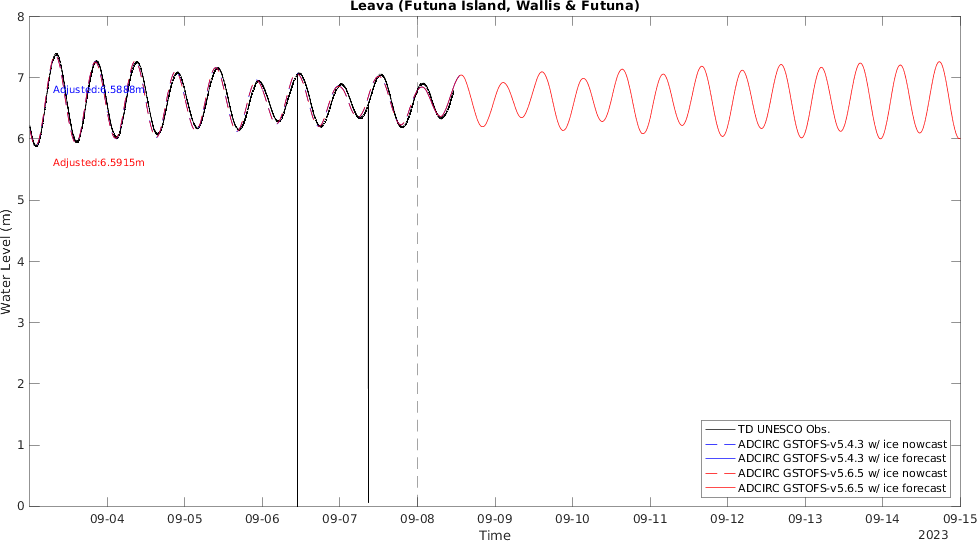 Leava (Futuna Island, Wallis & Futuna)
8
7
6
5
4
3
2
1
0
Water Level (m)
Adjusted:6.5888m
Adjusted:6.5915m
TD UNESCO Obs.
ADCIRC GSTOFS-v5.4.3 w/ ice nowcast
ADCIRC GSTOFS-v5.4.3 w/ ice forecast
ADCIRC GSTOFS-v5.6.5 w/ ice nowcast
ADCIRC GSTOFS-v5.6.5 w/ ice forecast
09-04 09-05 09-06 09-07 09-08 09-09 09-10 09-11 09-12 09-13 09-14 09-15
Time
2023